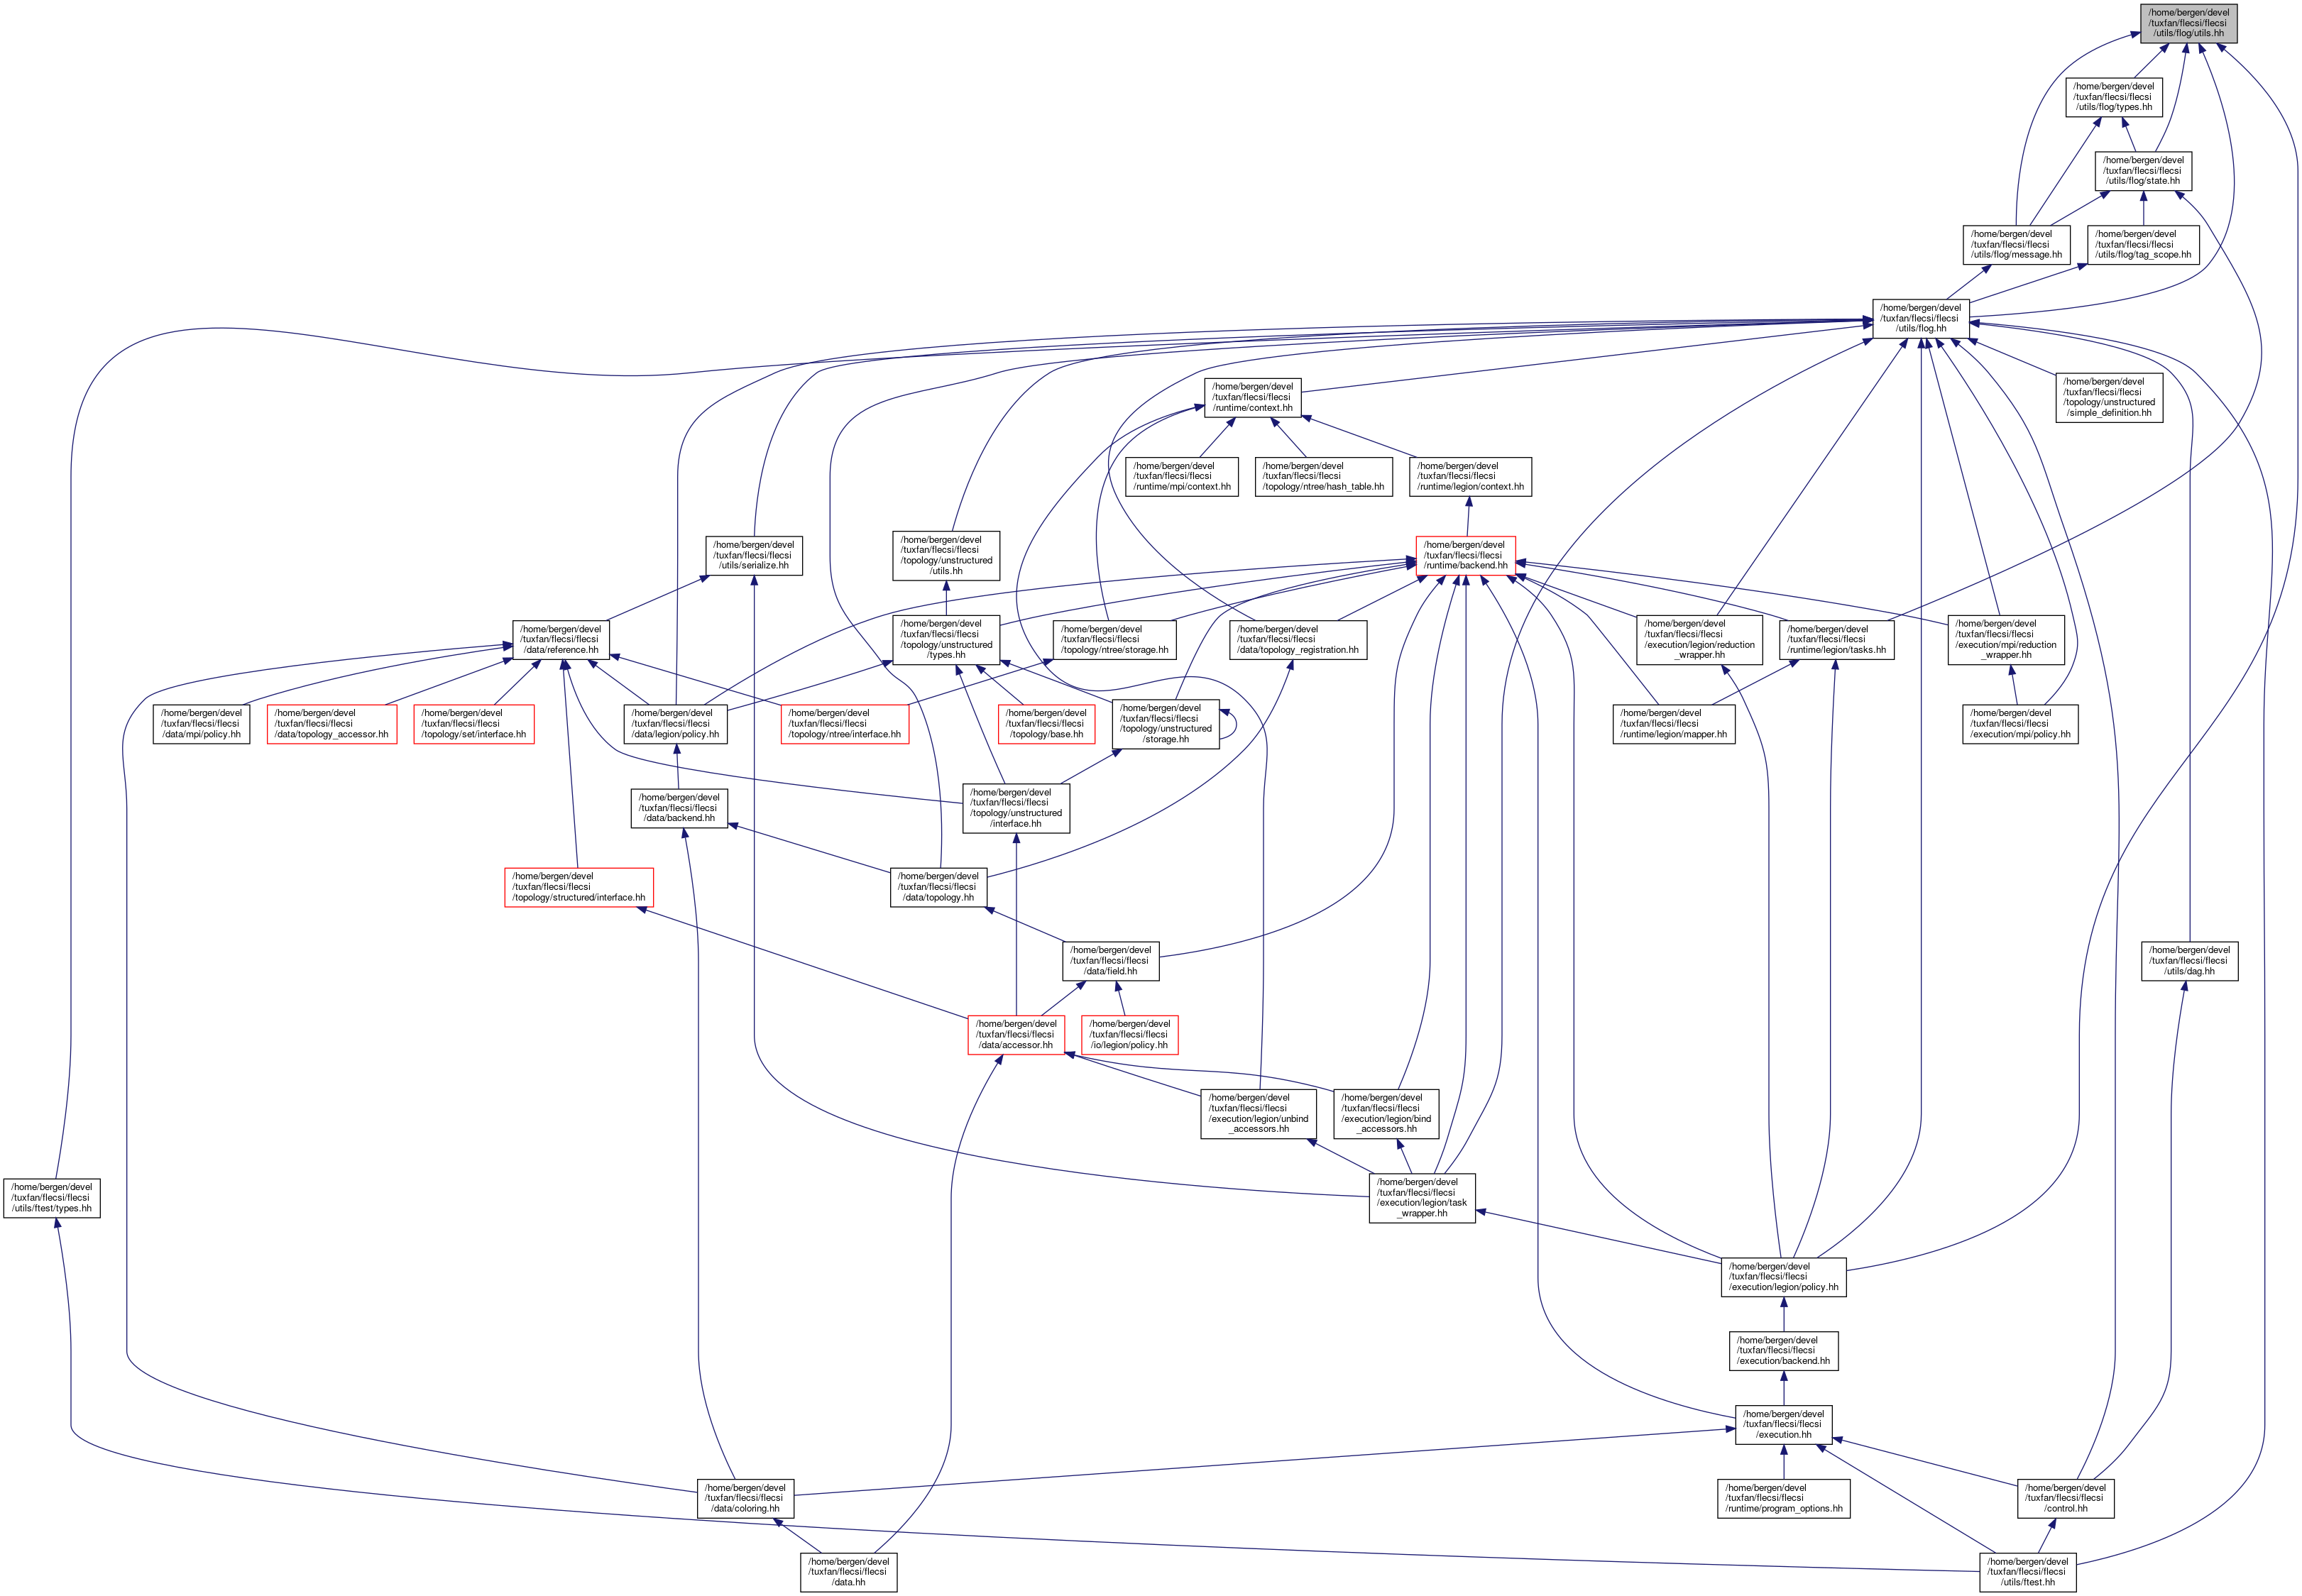 /home/bergen/devel
/tuxfan/flecsi/flecsi
/utils/flog/utils.hh
/home/bergen/devel
/tuxfan/flecsi/flecsi
/utils/flog/types.hh
/home/bergen/devel
/tuxfan/flecsi/flecsi
/utils/flog/state.hh
/home/bergen/devel
/tuxfan/flecsi/flecsi
/utils/flog/message.hh
/home/bergen/devel
/tuxfan/flecsi/flecsi
/utils/flog/tag_scope.hh
/home/bergen/devel
/tuxfan/flecsi/flecsi
/utils/flog.hh
/home/bergen/devel
/tuxfan/flecsi/flecsi
/runtime/context.hh
/home/bergen/devel
/tuxfan/flecsi/flecsi
/topology/unstructured
/simple_definition.hh
/home/bergen/devel
/tuxfan/flecsi/flecsi
/runtime/mpi/context.hh
/home/bergen/devel
/tuxfan/flecsi/flecsi
/topology/ntree/hash_table.hh
/home/bergen/devel
/tuxfan/flecsi/flecsi
/runtime/legion/context.hh
/home/bergen/devel
/tuxfan/flecsi/flecsi
/utils/serialize.hh
/home/bergen/devel
/tuxfan/flecsi/flecsi
/topology/unstructured
/utils.hh
/home/bergen/devel
/tuxfan/flecsi/flecsi
/runtime/backend.hh
/home/bergen/devel
/tuxfan/flecsi/flecsi
/data/reference.hh
/home/bergen/devel
/tuxfan/flecsi/flecsi
/topology/unstructured
/types.hh
/home/bergen/devel
/tuxfan/flecsi/flecsi
/topology/ntree/storage.hh
/home/bergen/devel
/tuxfan/flecsi/flecsi
/data/topology_registration.hh
/home/bergen/devel
/tuxfan/flecsi/flecsi
/execution/legion/reduction
_wrapper.hh
/home/bergen/devel
/tuxfan/flecsi/flecsi
/runtime/legion/tasks.hh
/home/bergen/devel
/tuxfan/flecsi/flecsi
/execution/mpi/reduction
_wrapper.hh
/home/bergen/devel
/tuxfan/flecsi/flecsi
/data/mpi/policy.hh
/home/bergen/devel
/tuxfan/flecsi/flecsi
/data/topology_accessor.hh
/home/bergen/devel
/tuxfan/flecsi/flecsi
/topology/set/interface.hh
/home/bergen/devel
/tuxfan/flecsi/flecsi
/data/legion/policy.hh
/home/bergen/devel
/tuxfan/flecsi/flecsi
/topology/ntree/interface.hh
/home/bergen/devel
/tuxfan/flecsi/flecsi
/topology/base.hh
/home/bergen/devel
/tuxfan/flecsi/flecsi
/topology/unstructured
/storage.hh
/home/bergen/devel
/tuxfan/flecsi/flecsi
/runtime/legion/mapper.hh
/home/bergen/devel
/tuxfan/flecsi/flecsi
/execution/mpi/policy.hh
/home/bergen/devel
/tuxfan/flecsi/flecsi
/data/backend.hh
/home/bergen/devel
/tuxfan/flecsi/flecsi
/topology/unstructured
/interface.hh
/home/bergen/devel
/tuxfan/flecsi/flecsi
/topology/structured/interface.hh
/home/bergen/devel
/tuxfan/flecsi/flecsi
/data/topology.hh
/home/bergen/devel
/tuxfan/flecsi/flecsi
/data/field.hh
/home/bergen/devel
/tuxfan/flecsi/flecsi
/utils/dag.hh
/home/bergen/devel
/tuxfan/flecsi/flecsi
/data/accessor.hh
/home/bergen/devel
/tuxfan/flecsi/flecsi
/io/legion/policy.hh
/home/bergen/devel
/tuxfan/flecsi/flecsi
/execution/legion/unbind
_accessors.hh
/home/bergen/devel
/tuxfan/flecsi/flecsi
/execution/legion/bind
_accessors.hh
/home/bergen/devel
/tuxfan/flecsi/flecsi
/utils/ftest/types.hh
/home/bergen/devel
/tuxfan/flecsi/flecsi
/execution/legion/task
_wrapper.hh
/home/bergen/devel
/tuxfan/flecsi/flecsi
/execution/legion/policy.hh
/home/bergen/devel
/tuxfan/flecsi/flecsi
/execution/backend.hh
/home/bergen/devel
/tuxfan/flecsi/flecsi
/execution.hh
/home/bergen/devel
/tuxfan/flecsi/flecsi
/data/coloring.hh
/home/bergen/devel
/tuxfan/flecsi/flecsi
/runtime/program_options.hh
/home/bergen/devel
/tuxfan/flecsi/flecsi
/control.hh
/home/bergen/devel
/tuxfan/flecsi/flecsi
/data.hh
/home/bergen/devel
/tuxfan/flecsi/flecsi
/utils/ftest.hh